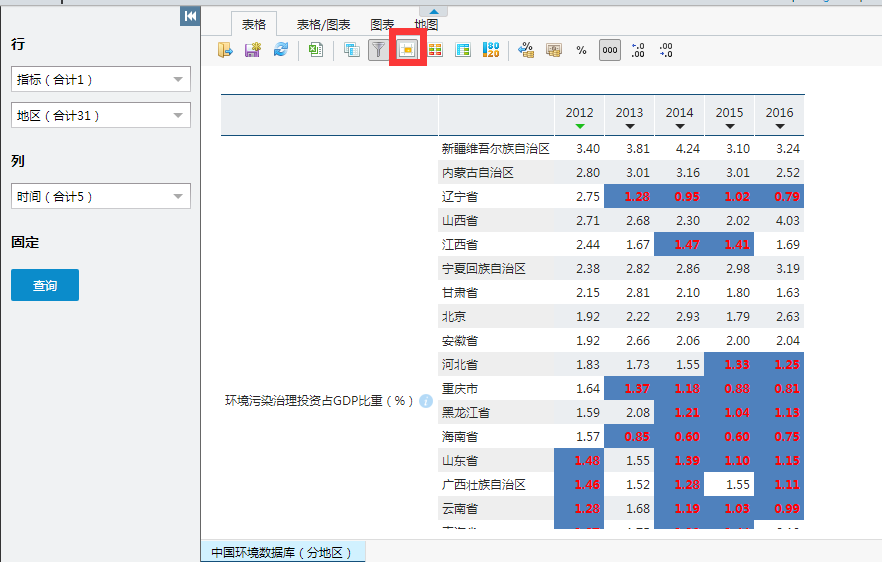 表格 表格/图表 图表 地图
80
20
% 000 +.0
.00 .00
+.0
行
指标（合计1）
地区（合计31）
列
时间（合计5）
固定
查询
2012 2013 2014 2015 2016
新疆维吾尔族自治区 3.40 3.81 4.24 3.10 3.24
内蒙古自治区 2.80 3.01 3.16 3.01 2.52
辽宁省 2.75 1.28 0.95 1.02 0.79
山西省 2.71 2.68 2.30 2.02 4.03
江西省 2.44 1.67 1.47 1.41 1.69
宁夏回族自治区 2.38 2.82 2.86 2.98 3.19
甘肃省 2.15 2.81 2.10 1.80 1.63
北京 1.92 2.22 2.93 1.79 2.63
安徽省 1.92 2.66 2.06 2.00 2.04
河北省 1.83 1.73 1.55 1.33 1.25
重庆市 1.64 1.37 1.18 0.88 0.81
环境污染治理投资占GDP比重（%）
黑龙江省 1.59 2.08 1.21 1.04 1.13
海南省 1.57 0.85 0.60 0.60 0.75
山东省 1.48 1.55 1.39 1.10 1.15
广西壮族自治区 1.46 1.52 1.28 1.55 1.11
云南省 1.28 1.68 1.19 1.03 0.99
中国环境数据库（分地区）